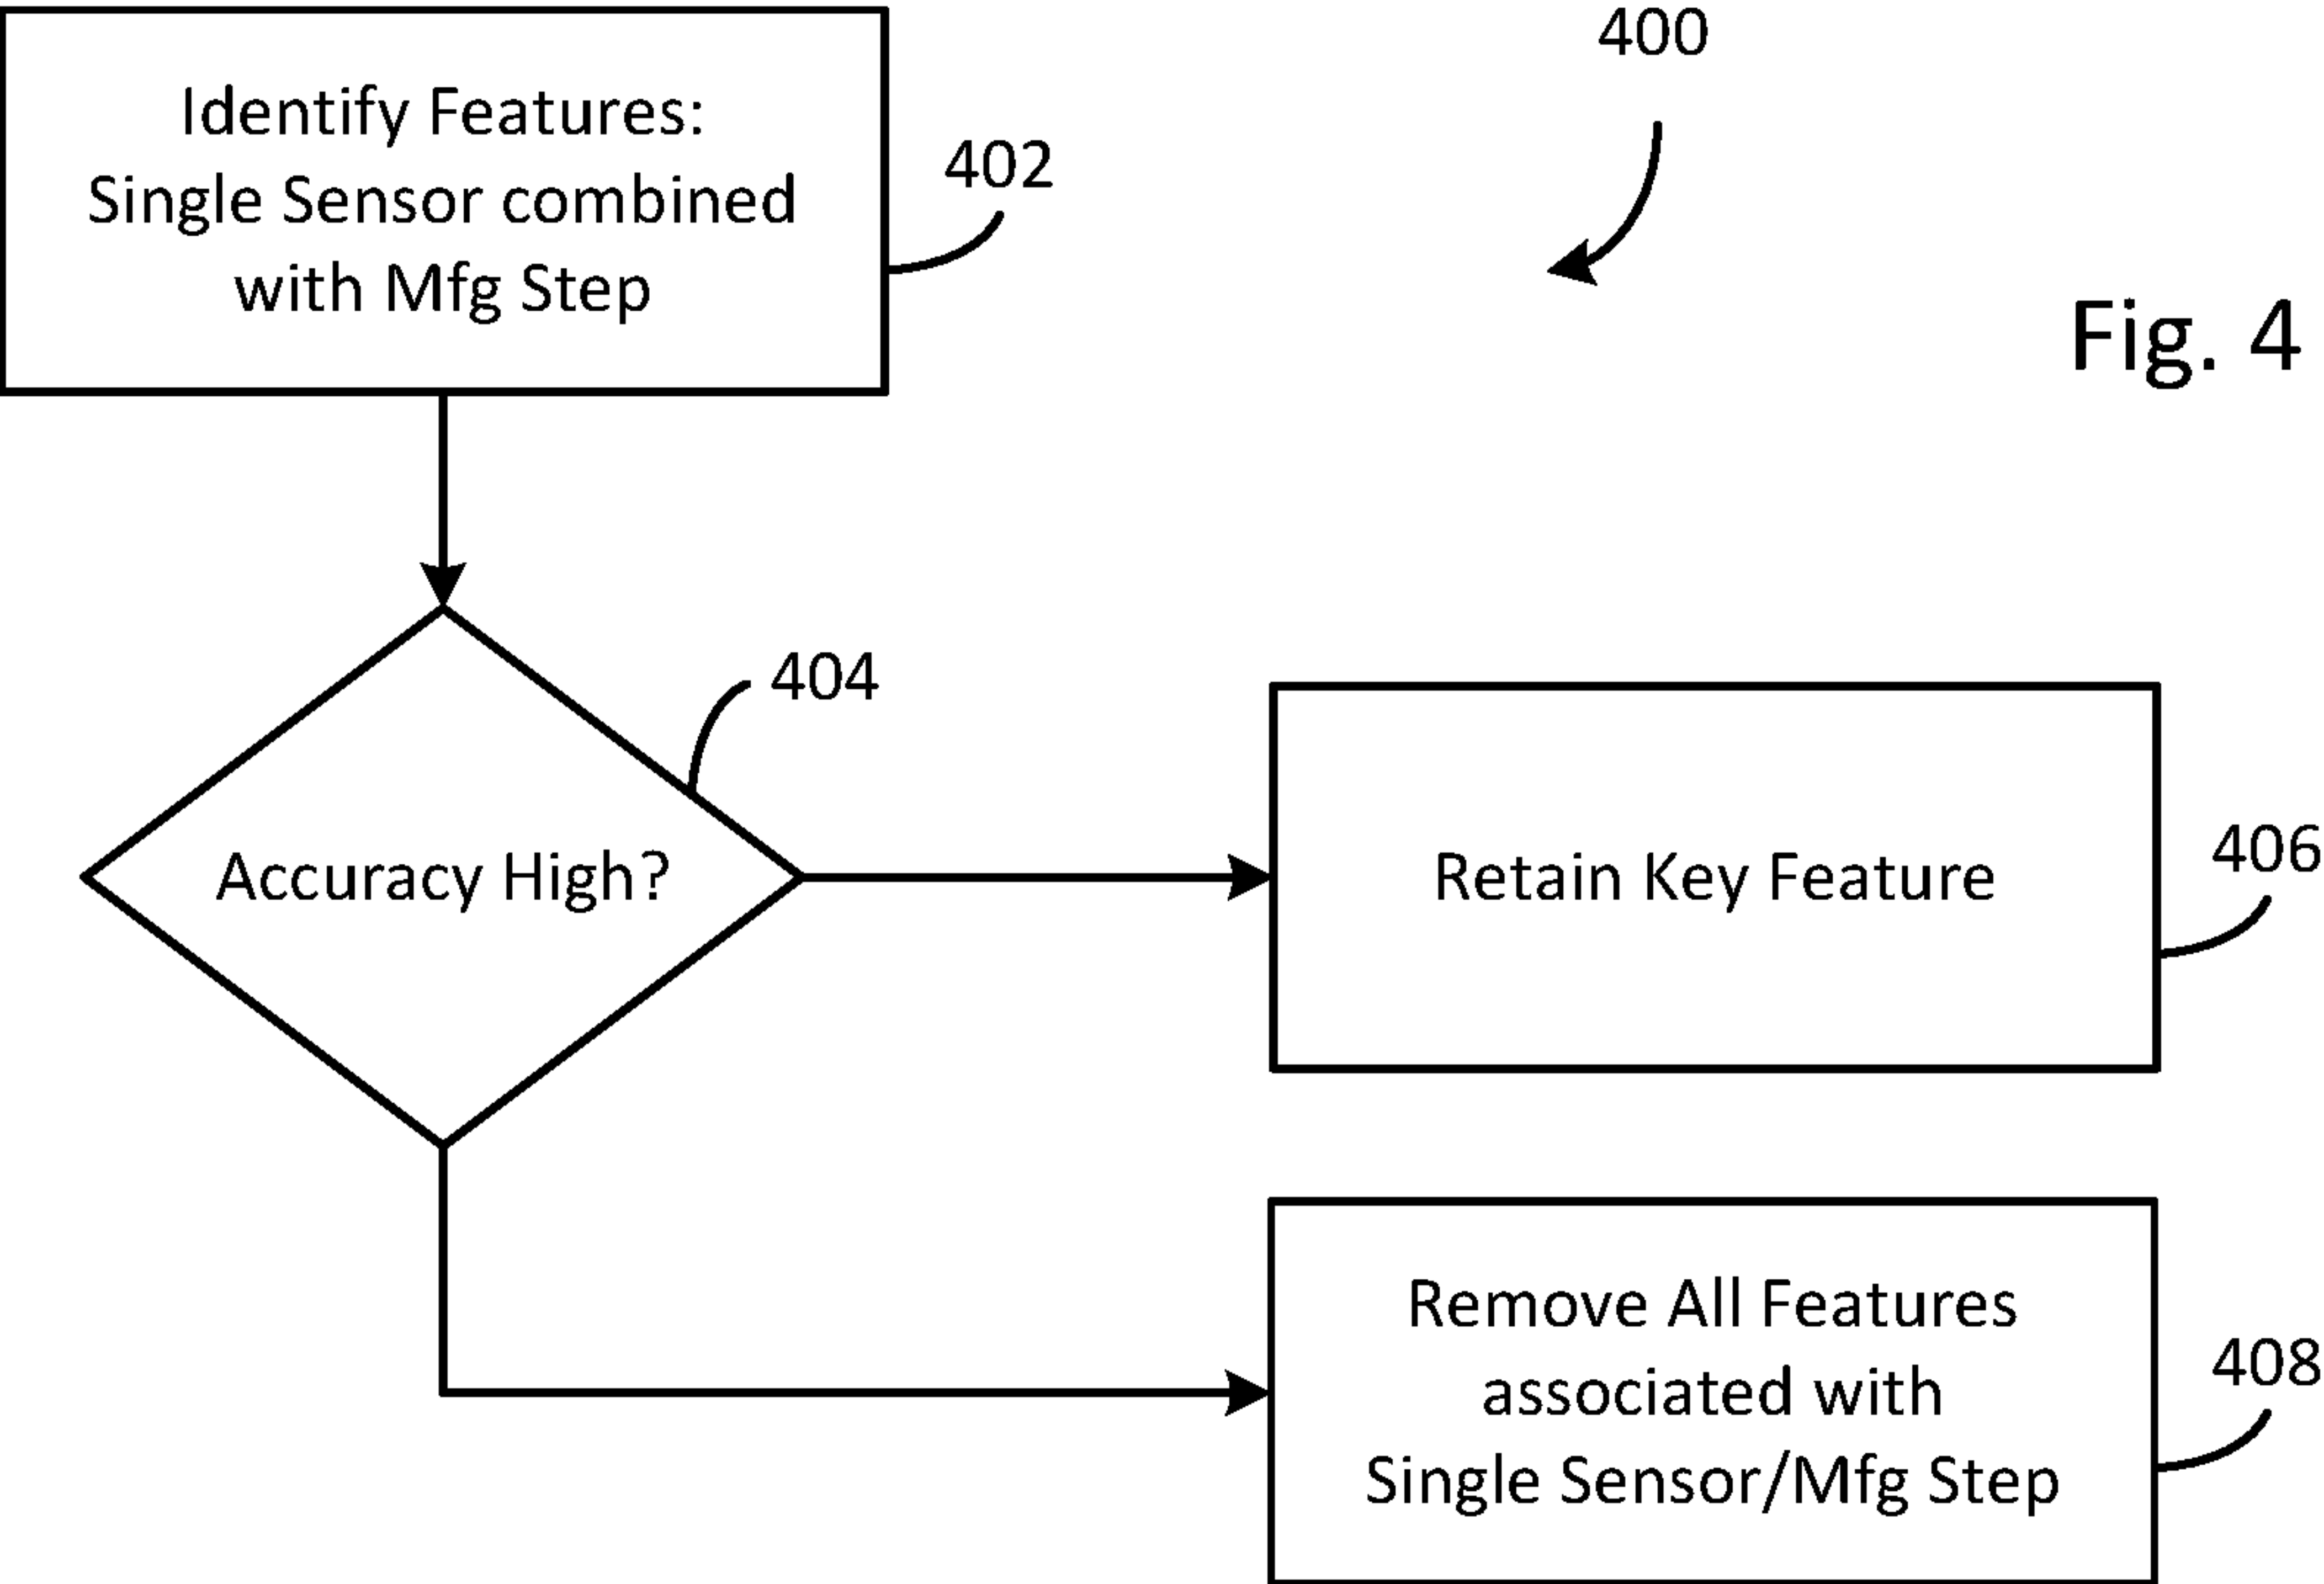 400
Identify Features:
Single Sensor combined
with Mfg Step
402
Fig. 4
404
Accuracy High?
Retain Key Feature
406
Remove All Features
associated with
Single Sensor/Mfg Step
408